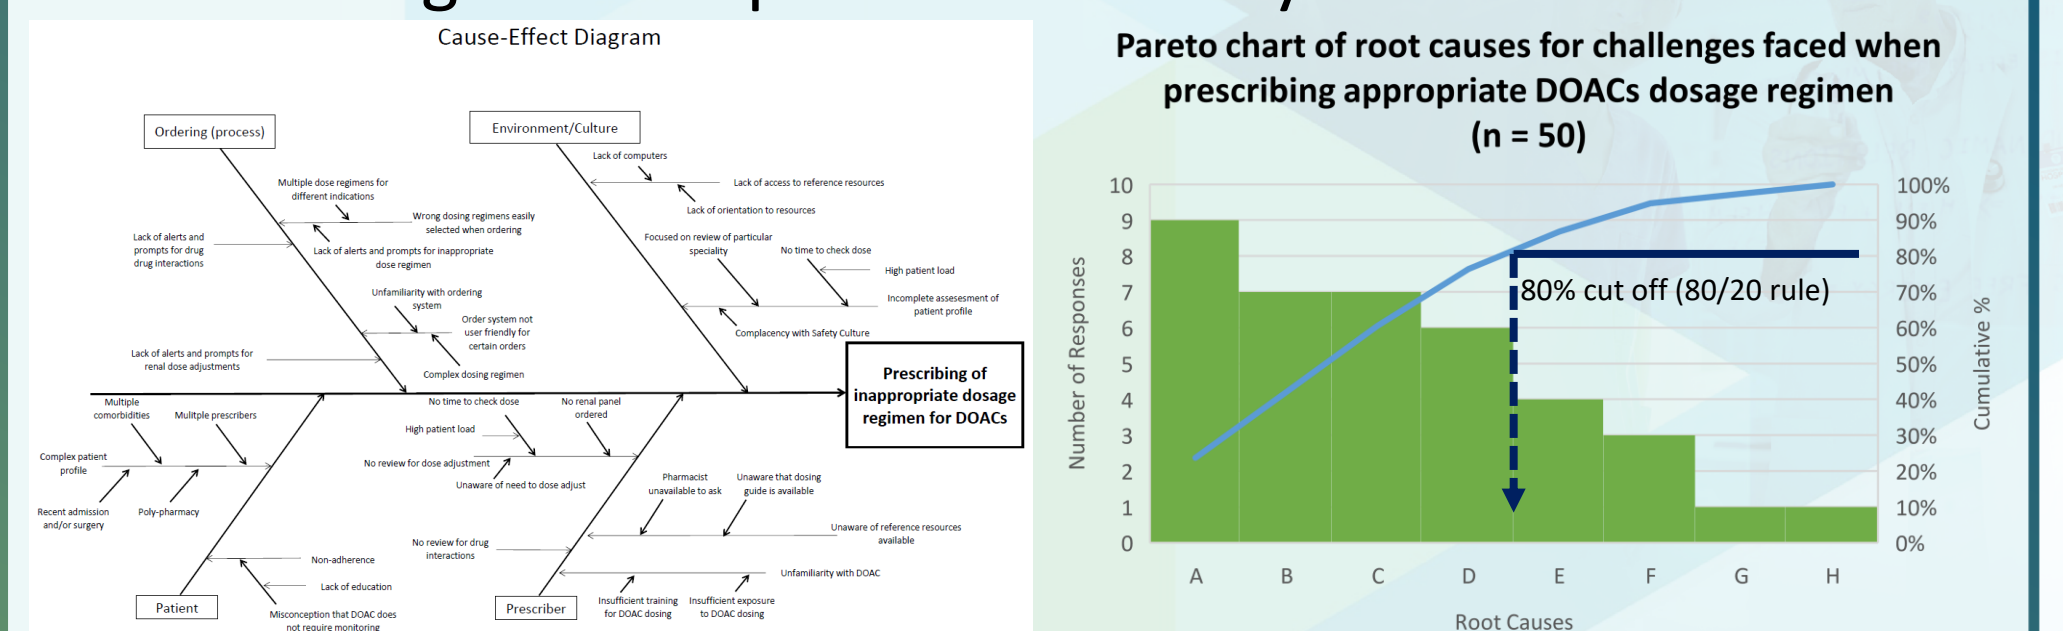 Cause-Effect Diagram
Ordering (process)
Environment/Culture
Lack of computers
Lack of access to reference resources
Lack of orientation to resources
Multiple dose regimens for
different indications
Wrong dosing regimens easily
selected when ordering
Lack of alerts and
prompts for drug
drug interactions
Lack of alerts and prompts for inappropriate
dose regimen
Focused on review of particular
speciality
No time to check dose
High patient load
Incomplete assesesment of
patient profile
Complacency with Safety Culture
Unfamiliarity with ordering
system
Order system not
user friendly for
certain orders
Lack of alerts and prompts for
renal dose adjustments
Complex dosing regimen
Prescribing of
inappropriate dosage
regimen for DOACs
Multiple
comorbidities
Mulitple prescribers
Complex patient
profile
Recent admission
and/or surgery
Poly-pharmacy
Non-adherence
Lack of education
Misconception that DOAC does
not require monitoring
Patient
No time to check dose
No renal panel
ordered
High patient load
No review for dose adjustment
Unaware of need to dose adjust
Pharmacist
unavailable to ask
Unaware that dosing
guide is available
Unaware of reference resources
available
No review for drug
interactions
Unfamiliarity with DOAC
Insufficient training
for DOAC dosing
Insufficient exposure
to DOAC dosing
Prescriber
Pareto chart of root causes for challenges faced when
prescribing appropriate DOACs dosage regimen
(n = 50)
Number of Responses
10
9
8
7
6
5
4
3
2
1
0
80% cut off (80/20 rule)
100%
90%
80%
70%
60%
50%
40%
30%
20%
10%
0%
Cumulative %
A B C D E F G H
Root Causes